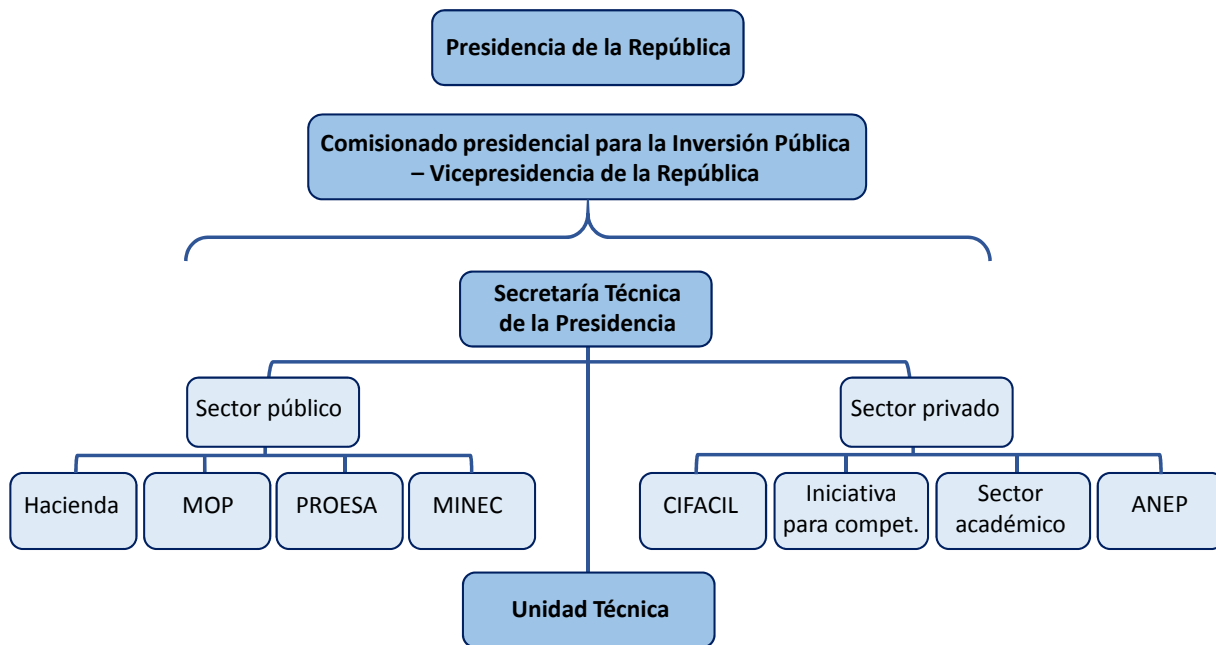 Presidencia de la República
Comisionado presidencial para la Inversión Pública
– Vicepresidencia de la República
Secretaría Técnica
de la Presidencia
Sector público
Sector privado
Hacienda
MOP
PROESA
MINEC
CIFACIL
Iniciativa
para compet.
Sector
académico
ANEP
Unidad Técnica